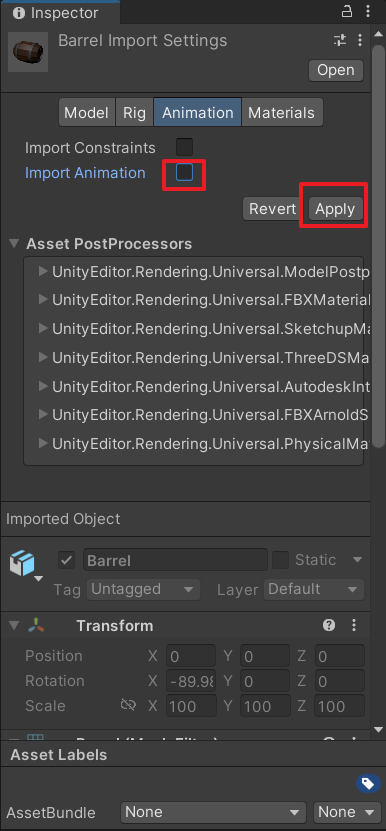 Inspector
Barrel Import Settings
Open
Model Rig Animation Materials
Import Constraints
Import Animation
Revert Apply
Asset PostProcessors
UnityEditor.Rendering.Universal.ModelPostp
UnityEditor.Rendering.Universal.FBXMaterial
UnityEditor.Rendering.Universal.SketchupMa
UnityEditor.Rendering.Universal.ThreeDSMa
UnityEditor.Rendering.Universal.AutodeskInt
UnityEditor.Rendering.Universal.FBXArnoldS
UnityEditor.Rendering.Universal.PhysicalMa
Imported Object
Barrel Static
Tag Untagged Layer Default
Transform
Position X 0 Y 0 Z 0
Rotation X -89.98 Y 0 Z 0
Scale X 100 Y 100 Z 100
Asset Labels
AssetBundle None None